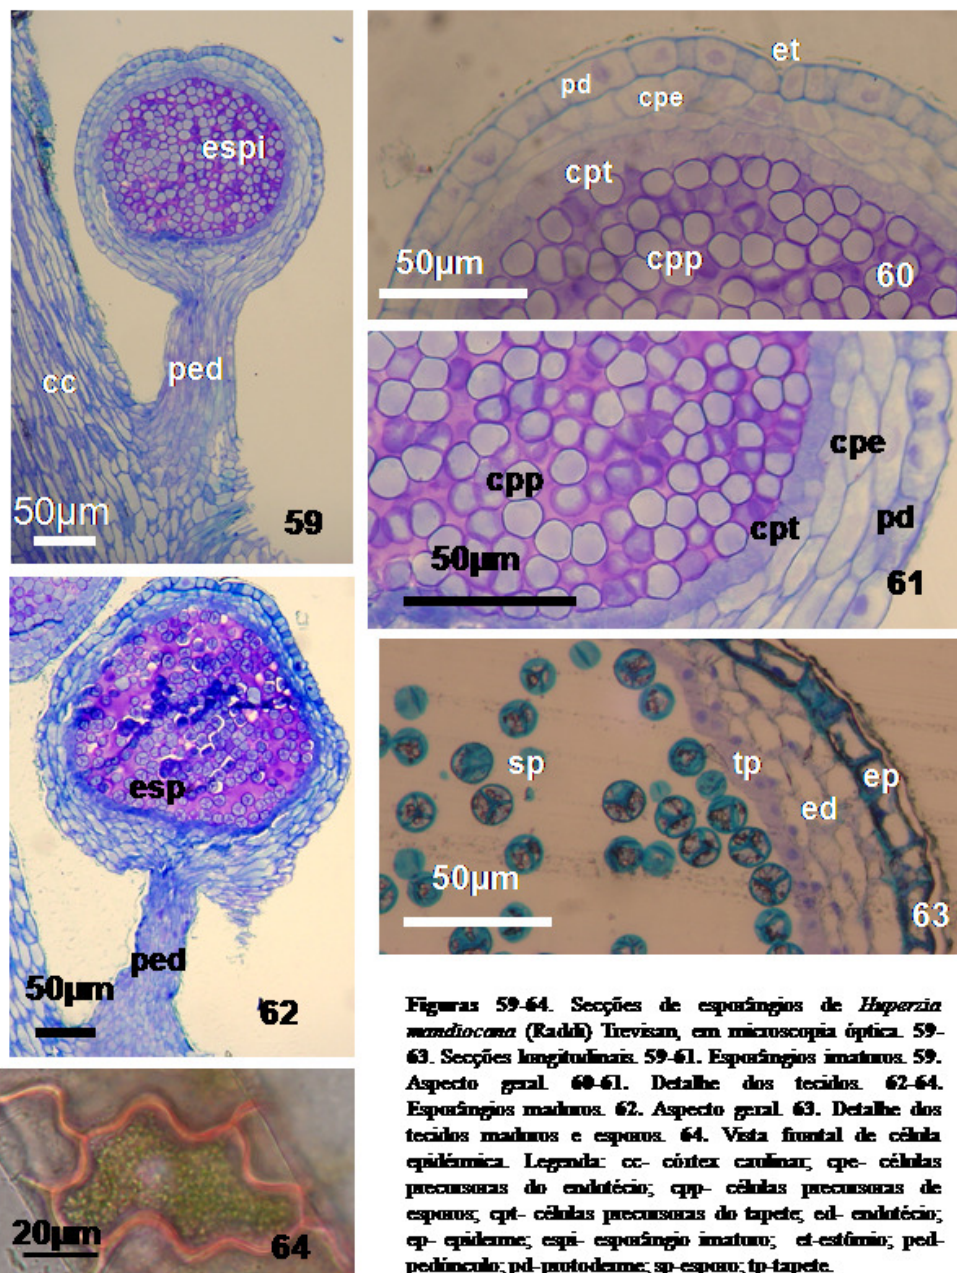 espi
cc
ped
50µm
59
et
pd
cpe
cpt
cpp
50µm
60
cpp
cpe
cpt
pd
50µm
61
esp
ped
50µm
62
sp
tp
ed
ep
50µm
63
20µm
64
Figuras 59-64. Secções de esporângios de Huperzia
mandiocana (Raddi) Trevisan, em microscopia óptica. 59-
63. Secções longitudinais. 59-61. Esporângios imaturos. 59.
Aspecto geral. 60-61. Detalhe dos tecidos. 62-64.
Esporângios maduros. 62. Aspecto geral. 63. Detalhe dos
tecidos maduros e esporos. 64. Vista frontal de célula
epidérmica. Legenda: cc- córtex caulinar; cpe- células
precursoras do endotécio; cpp- células precursoras de
esporos; cpt- células precursoras do tapete; ed- endotécio;
ep- epiderme; espi- esporângio imaturo; et-estômio; ped-
pedúnculo; pd-protoderme; sp-esporo; tp-tapete.